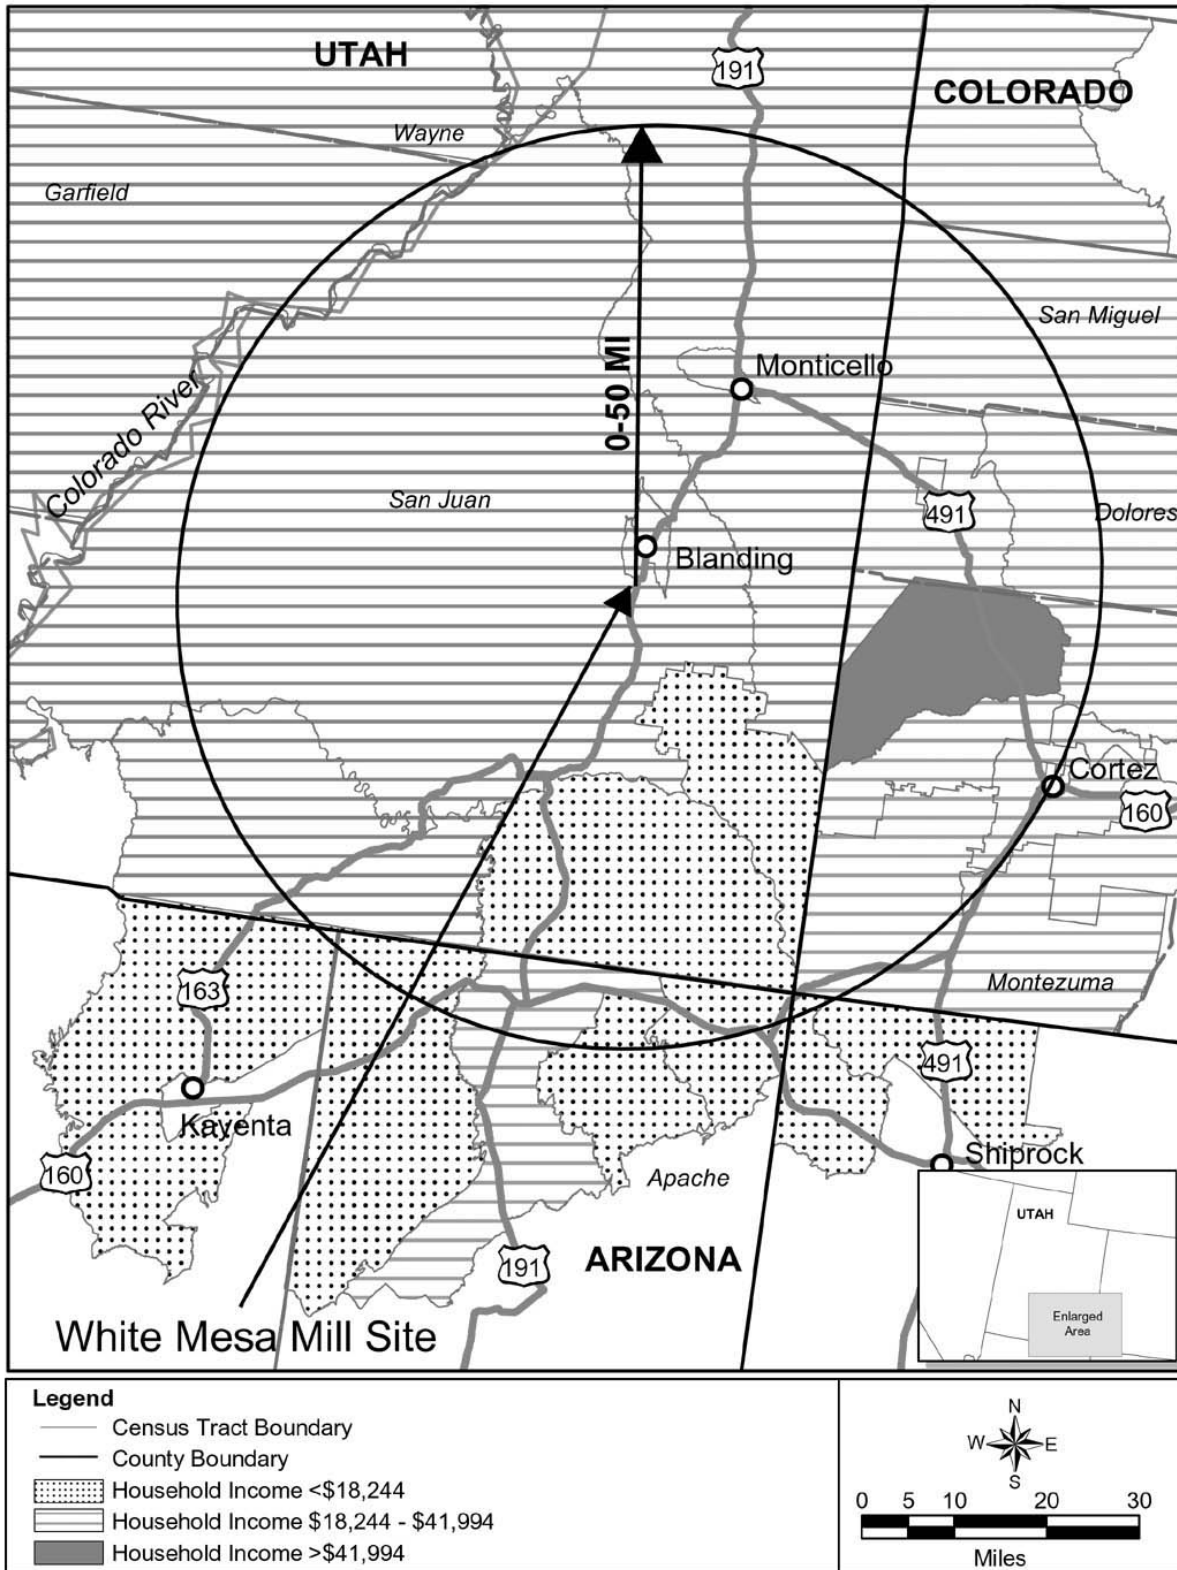 UTAH
191
COLORADO
Wayne
Garfield
San Miguel
Monticello
0-50 MI
Colorado River
San Juan
491
Dolores
Blanding
Cortez
160
163
Montezuma
491
Kayenta
Shiprock
160
Apache
UTAH
ARIZONA
191
Enlarged
Area
White Mesa Mill Site
Legend
Census Tract Boundary
County Boundary
Household Income <$18,244
Household Income $18,244 - $41,994
Household Income >$41,994
N
W E
S
0 5 10 20 30
Miles